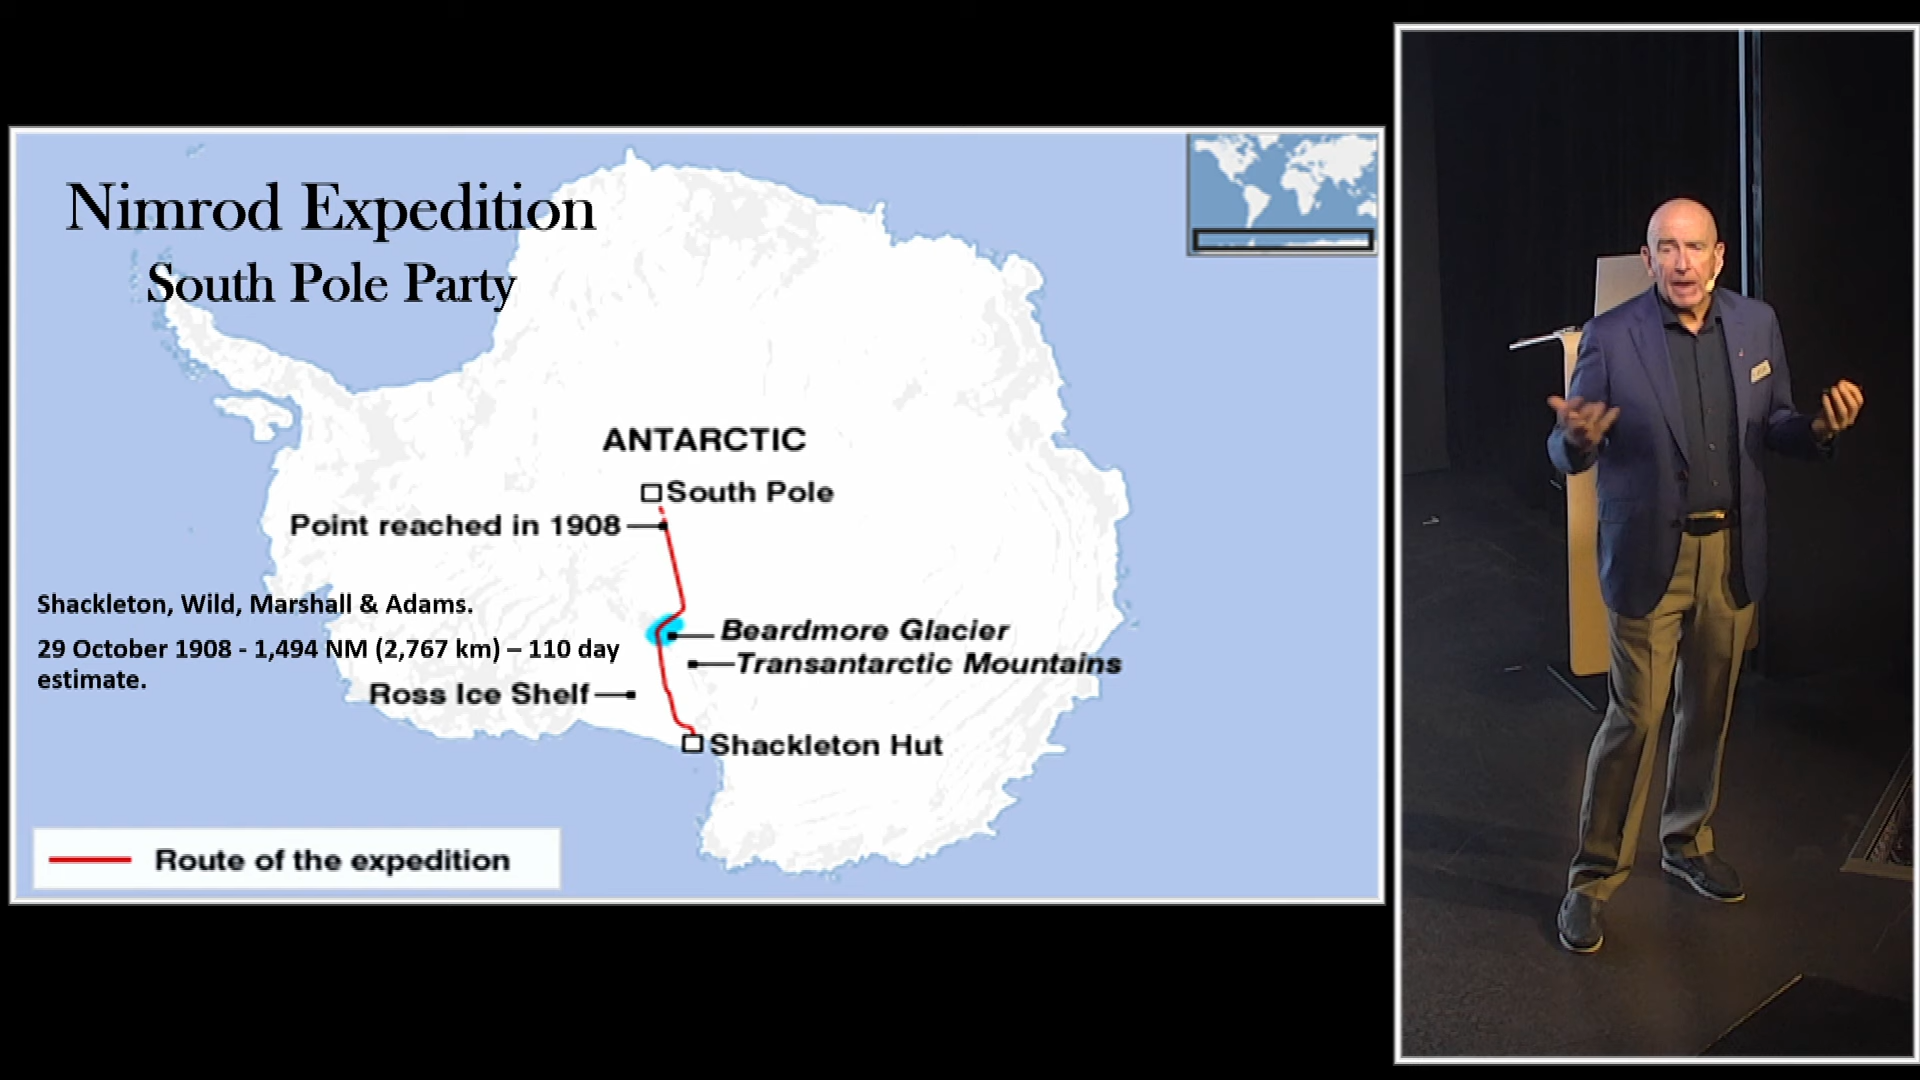 Nimrod Expedition
South Pole Party
ANTARCTIC
South Pole
Point reached in 1908
Shackleton, Wild, Marshall & Adams.
29 October 1908 - 1,494 NM (2,767 km) – 110 day
estimate.
Beardmore Glacier
Transantarctic Mountains
Ross Ice Shelf
Shackleton Hut
Route of the expedition